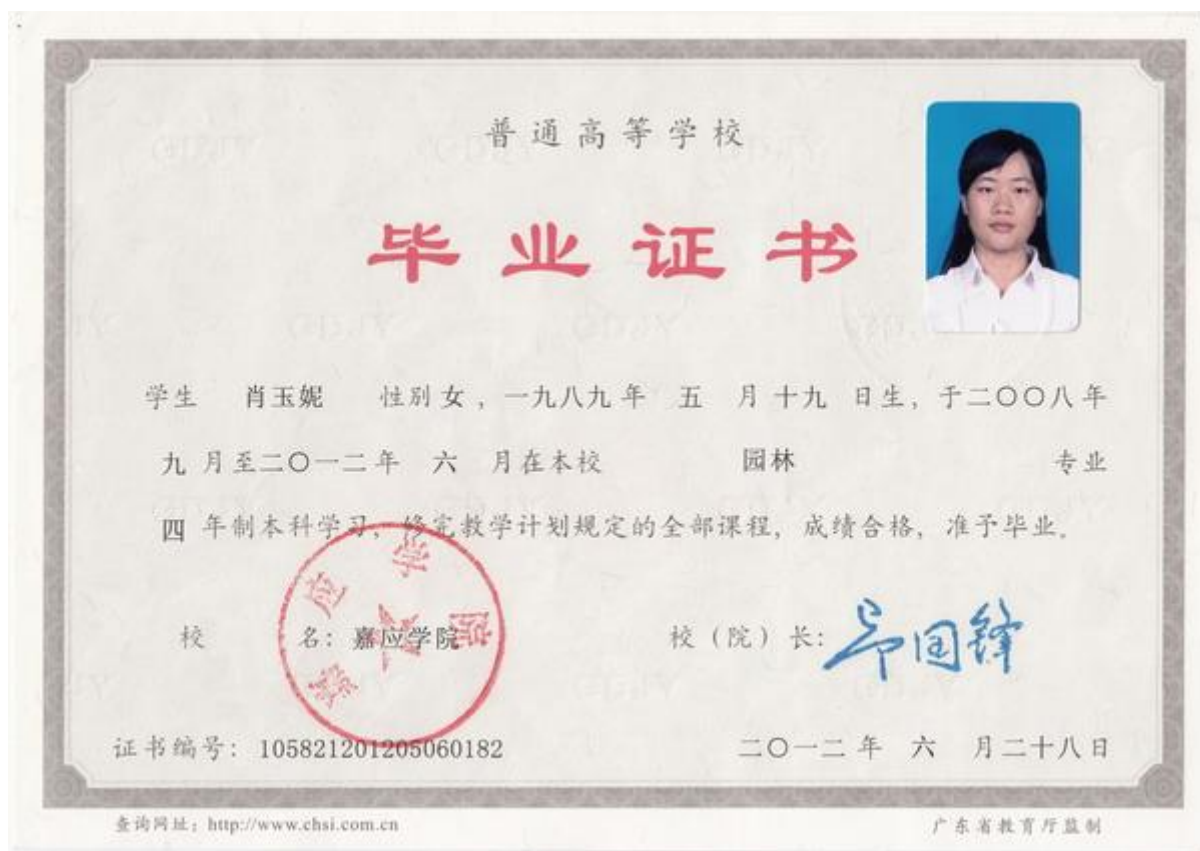 普通高等学校
毕业证书
学生 肖玉妮 性别 女 ，一九八九 年 五 月 十九 日生，于二〇〇八年
九 月至二〇一二年 六 月在本校 园林 专业
四 年制本科学习，修完教学计划规定的全部课程，成绩合格，准予毕业。
校 名：嘉应学院 校（院）长：
嘉应学院
证书编号：105821201205060182 二〇一二 年 六 月二十八日
查询网址：http://www.chsi.com.cn 广东省教育厅监制